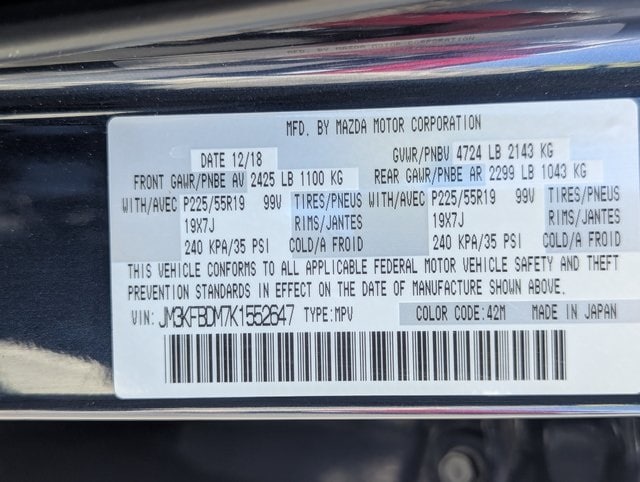 MFD. BY MAZDA MOTOR CORPORATION
DATE 12/18 GVWR/PNBV 4724 LB 2143 KG
FRONT GAWR/PNBE AV 2425 LB 1100 KG REAR GAWR/PNBE AR 2299 LB 1043 KG
WITH/AVEC P225/55R19 99V TIRES/PNEUS WITH/AVEC P225/55R19 99V TIRES/PNEUS
19X7J RIMS/JANTES 19X7J RIMS/JANTES
240 KPA/35 PSI COLD/A FROID 240 KPA/35 PSI COLD/A FROID
THIS VEHICLE CONFORMS TO ALL APPLICABLE FEDERAL MOTOR VEHICLE SAFETY AND THEFT
PREVENTION STANDARDS IN EFFECT ON THE DATE OF MANUFACTURE SHOWN ABOVE.
VIN: JM3KFBDM7K1552647 TYPE:MPV COLOR CODE:42M MADE IN JAPAN